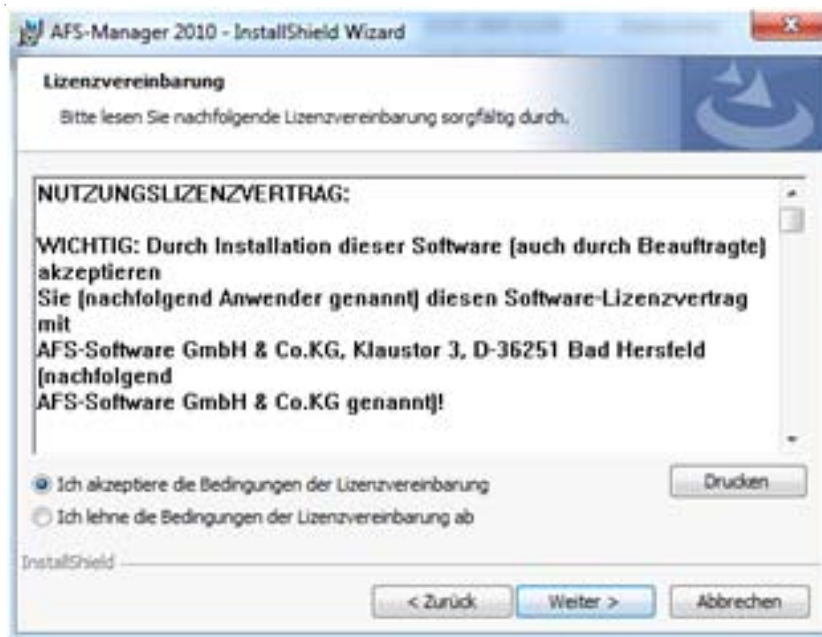 AFS-Manager 2010 - InstallShield Wizard
Lizenzvereinbarung
Bitte lesen Sie nachfolgende Lizenzvereinbarung sorgfältig durch.
NUTZUNGSLIZENZVERTRAG:
WICHTIG: Durch Installation dieser Software (auch durch Beauftragte)
akzeptieren
Sie (nachfolgend Anwender genannt) diesen Software-Lizenzvertrag
mit
AFS-Software GmbH & Co.KG, Klaustor 3, D-36251 Bad Hersfeld
(nachfolgend
AFS-Software GmbH & Co.KG genannt)!
Ich akzeptiere die Bedingungen der Lizenzvereinbarung
Drucken
Ich lehne die Bedingungen der Lizenzvereinbarung ab
InstallShield
< Zurück
Weiter >
Abbrechen